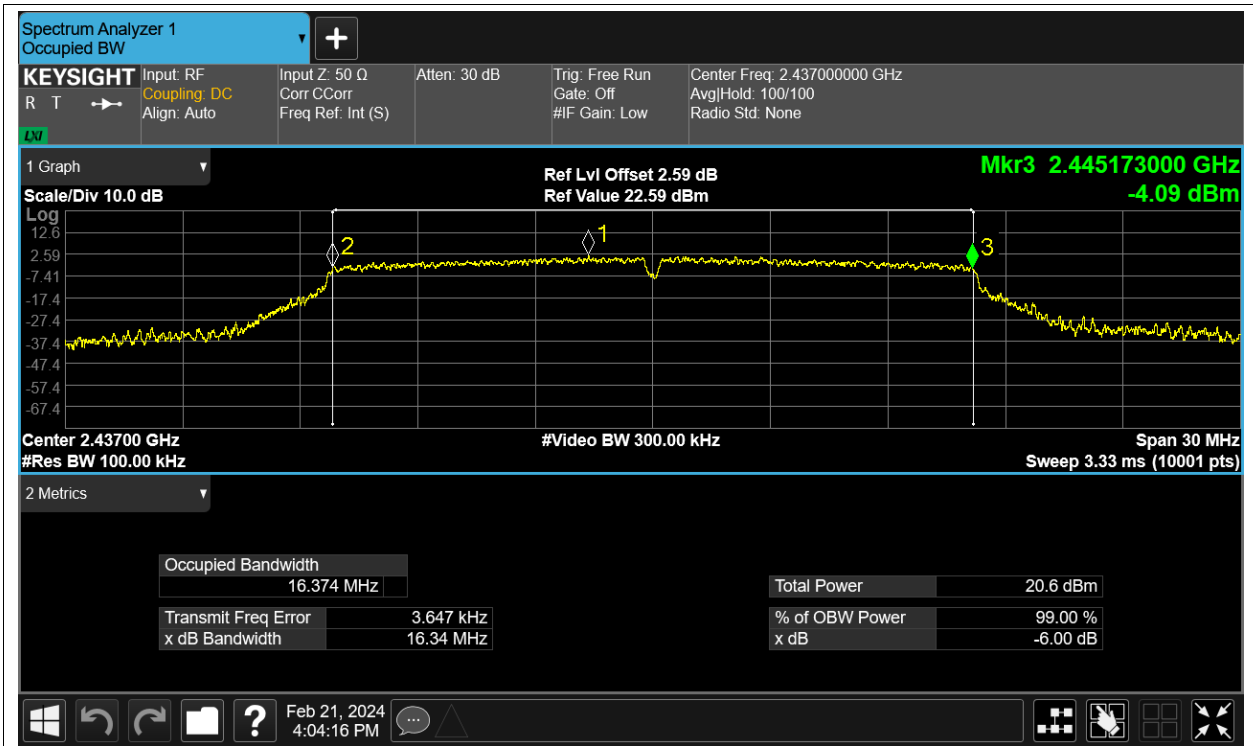 Spectrum Analyzer 1
Occupied BW
+
KEYSIGHT
R T
LXI
Input: RF
Coupling: DC
Align: Auto
Input Z: 50 Ω
Corr CCorr
Freq Ref: Int (S)
Atten: 30 dB
Trig: Free Run
Gate: Off
#IF Gain: Low
Center Freq: 2.437000000 GHz
Avg|Hold: 100/100
Radio Std: None
1 Graph
Scale/Div 10.0 dB
Ref Lvl Offset 2.59 dB
Ref Value 22.59 dBm
Mkr3 2.445173000 GHz
-4.09 dBm
Log
12.6
2.59
-7.41
-17.4
-27.4
-37.4
-47.4
-57.4
-67.4
2
1
3
Center 2.43700 GHz
#Res BW 100.00 kHz
#Video BW 300.00 kHz
Span 30 MHz
Sweep 3.33 ms (10001 pts)
2 Metrics
Occupied Bandwidth
16.374 MHz
Transmit Freq Error 3.647 kHz
x dB Bandwidth 16.34 MHz
Total Power 20.6 dBm
% of OBW Power 99.00 %
x dB -6.00 dB
?
Feb 21, 2024
4:04:16 PM